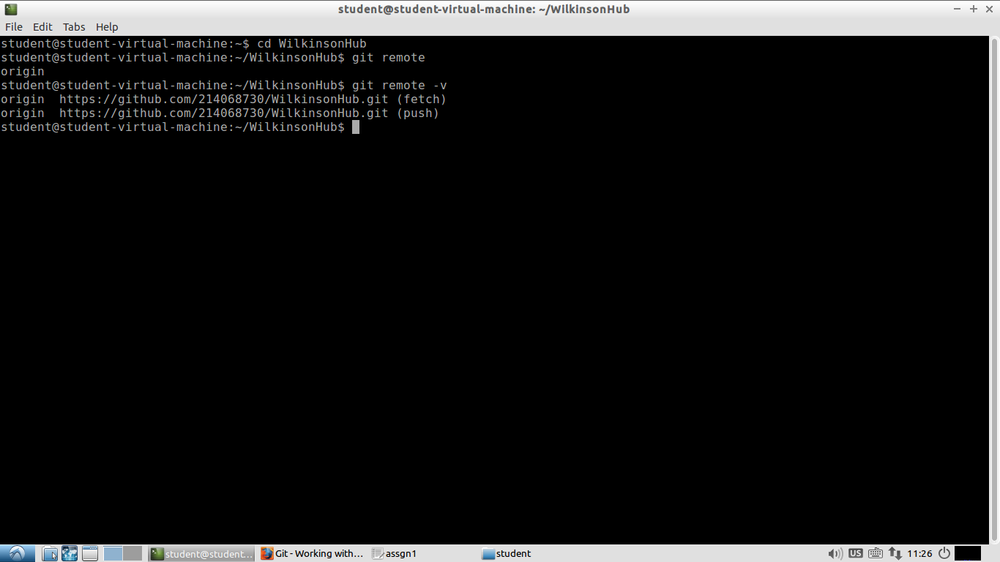 student@student-virtual-machine: ~/WilkinsonHub
File Edit Tabs Help
student@student-virtual-machine:~$ cd WilkinsonHub
student@student-virtual-machine:~/WilkinsonHub$ git remote
origin
student@student-virtual-machine:~/WilkinsonHub$ git remote -v
origin  https://github.com/214068730/WilkinsonHub.git (fetch)
origin  https://github.com/214068730/WilkinsonHub.git (push)
student@student-virtual-machine:~/WilkinsonHub$
student@student... Git - Working with... assgn1 student US 11:26